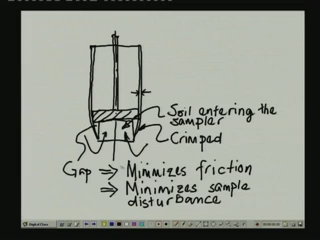 Soil entering the
sampler
Crimped
Gap ⇒ Minimizes friction
⇒ Minimizes sample
disturbance